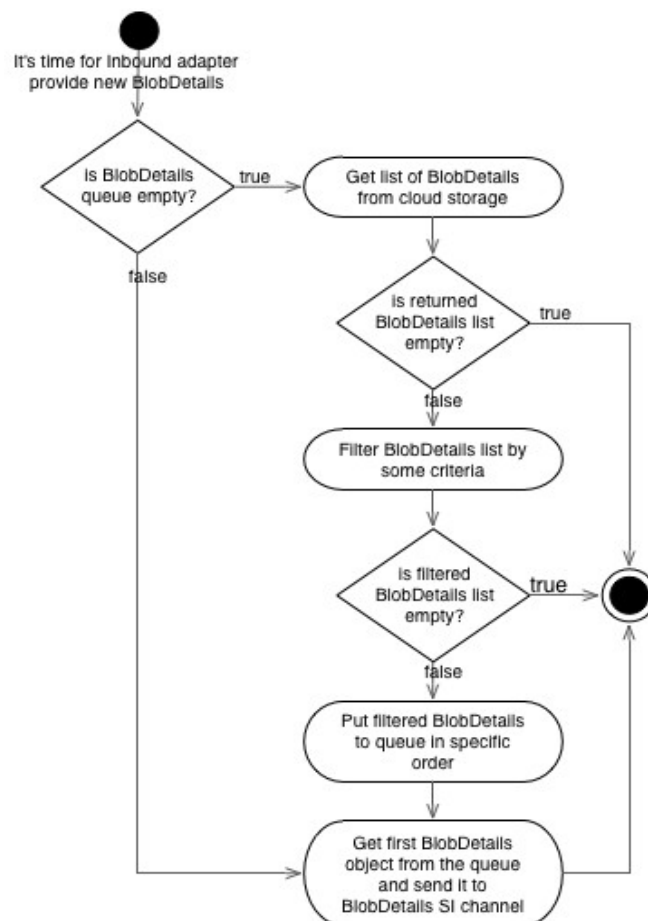 It's time for Inbound adapter
provide new BlobDetails
is BlobDetails
queue empty?
true
Get list of BlobDetails
from cloud storage
false
is returned
BlobDetails list
empty?
true
false
Filter BlobDetails list by
some criteria
is filtered
BlobDetails list
empty?
true
false
Put filtered BlobDetails
to queue in specific
order
Get first BlobDetails
object from the queue
and send it to
BlobDetails SI channel